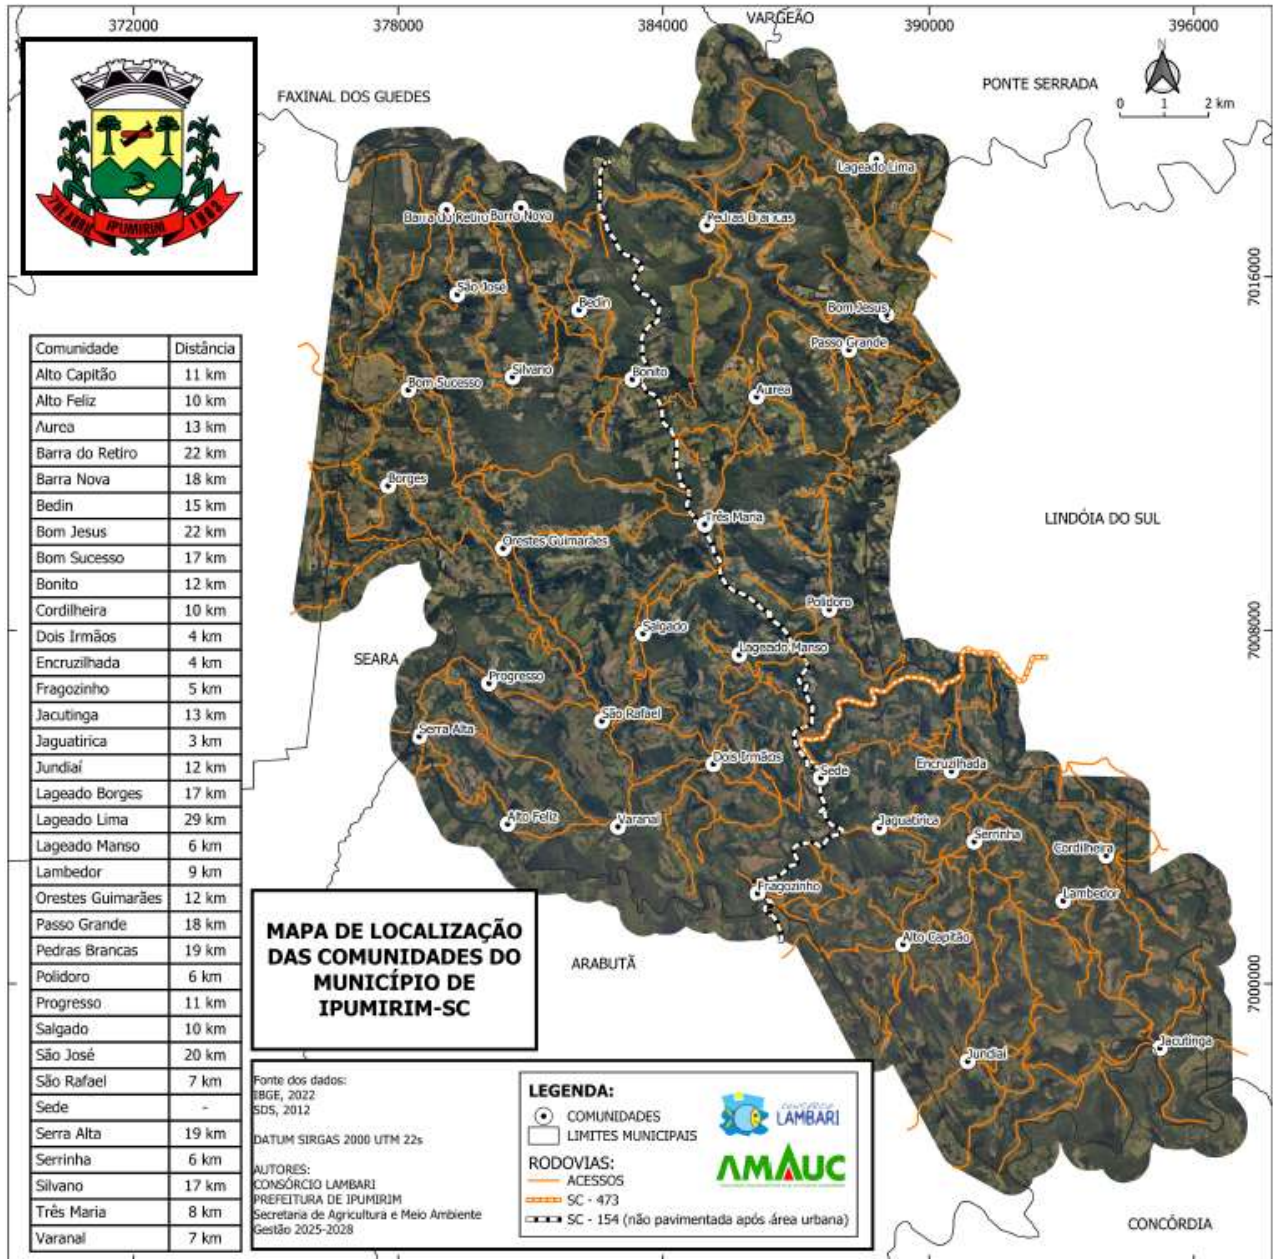 372000
378000
384000
390000
396000
VARGEÃO
FAXINAL DOS GUEDES
PONTE SERRADA
N
0 1 2 km
IPUMIRIM
Lageado Lima
Barra do Retiro
Barra Nova
Pedras Brancas
São José
Bedin
Bom Jesus
Passo Grande
7016000
Bom Sucesso
Silvano
Bonito
Aurea
Borges
Três Maria
Orestes Guimarães
LINDÓIA DO SUL
Polidoro
Salgado
Lageado Manso
7008000
SEARA
Progresso
São Rafael
Serra Alta
Dois Irmãos
Sede
Encruzilhada
Alto Feliz
Varanal
Jaguatirica
Serrinha
Cordilheira
Fragozinho
Lambedor
Alto Capitão
ARABUTÃ
7000000
Jundiaí
Jacutinga
CONCÓRDIA
Comunidade Distância
Alto Capitão 11 km
Alto Feliz 10 km
Aurea 13 km
Barra do Retiro 22 km
Barra Nova 18 km
Bedin 15 km
Bom Jesus 22 km
Bom Sucesso 17 km
Bonito 12 km
Cordilheira 10 km
Dois Irmãos 4 km
Encruzilhada 4 km
Fragozinho 5 km
Jacutinga 13 km
Jaguatirica 3 km
Jundiaí 12 km
Lageado Borges 17 km
Lageado Lima 29 km
Lageado Manso 6 km
Lambedor 9 km
Orestes Guimarães 12 km
Passo Grande 18 km
Pedras Brancas 19 km
Polidoro 6 km
Progresso 11 km
Salgado 10 km
São José 20 km
São Rafael 7 km
Sede -
Serra Alta 19 km
Serrinha 6 km
Silvano 17 km
Três Maria 8 km
Varanal 7 km
MAPA DE LOCALIZAÇÃO
DAS COMUNIDADES DO
MUNICÍPIO DE
IPUMIRIM-SC
Fonte dos dados:
IBGE, 2022
SDS, 2012
DATUM SIRGAS 2000 UTM 22s
AUTORES:
CONSÓRCIO LAMBARI
PREFEITURA DE IPUMIRIM
Secretaria de Agricultura e Meio Ambiente
Gestão 2025-2028
LEGENDA:
COMUNIDADES
LIMITES MUNICIPAIS
RODOVIAS:
ACESSOS
SC - 473
SC - 154 (não pavimentada após área urbana)
CONSÓRCIO
LAMBARI
AMAUC